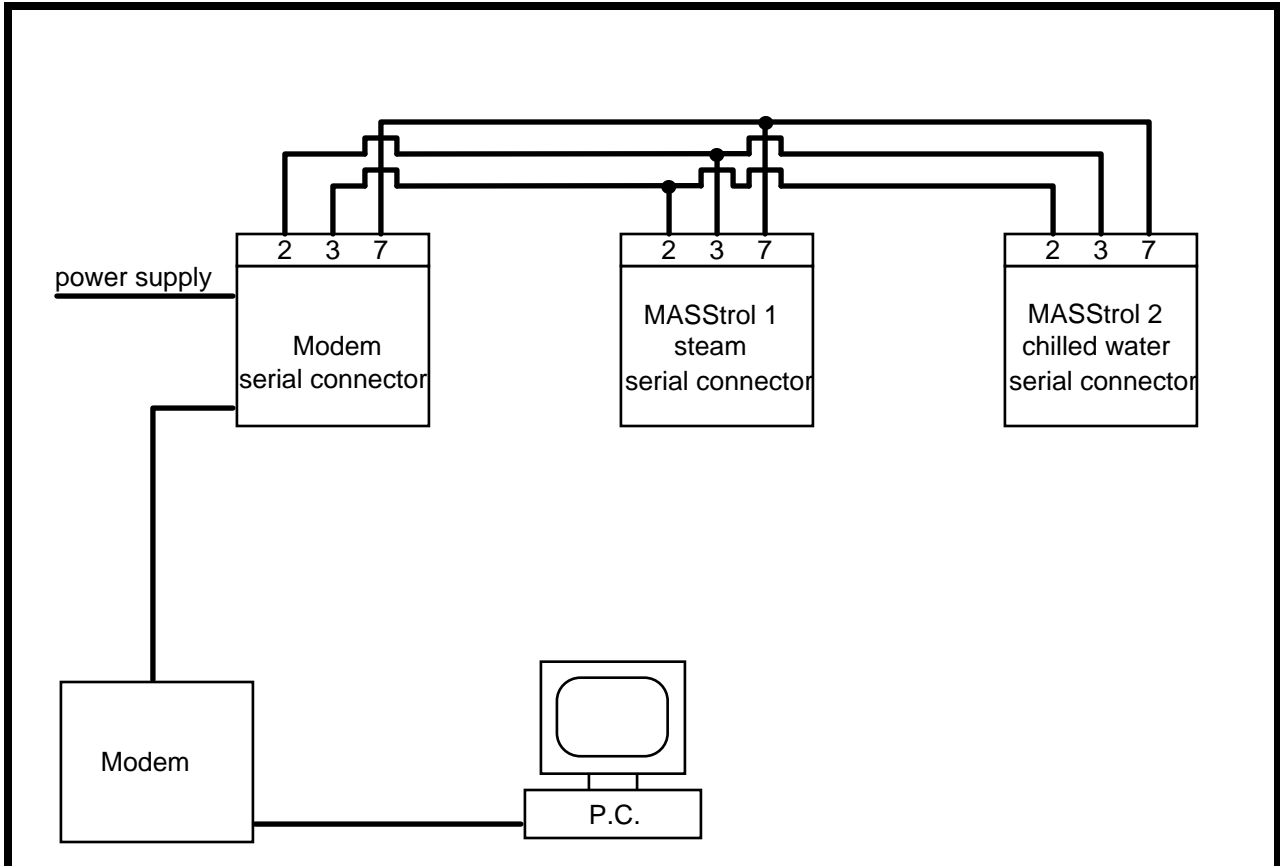 2 3 7
2 3 7
2 3 7
power supply
Modem
serial connector
MASStrol 1
steam
serial connector
MASStrol 2
chilled water
serial connector
Modem
P.C.